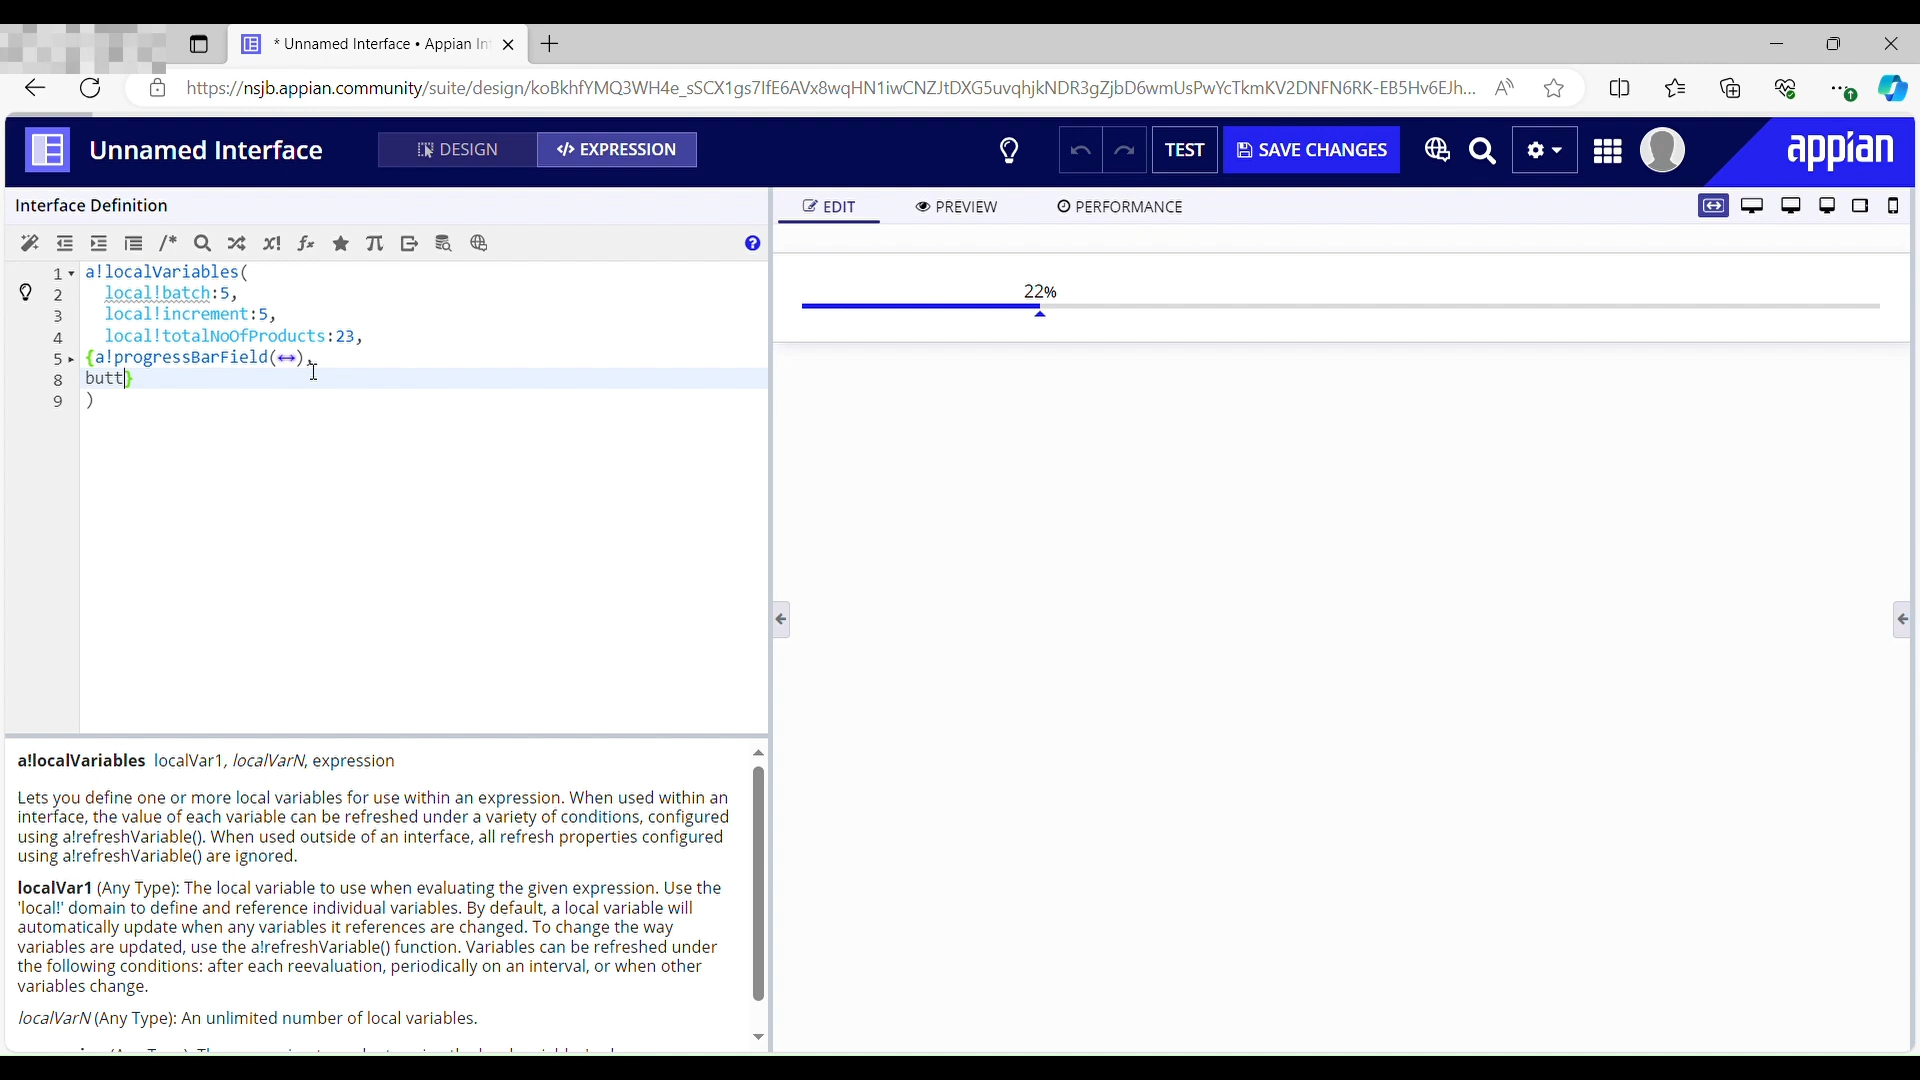 * Unnamed Interface • Appian In
https://nsjb.appian.community/suite/design/koBkhfYMQ3WH4e_sSCX1gs7IfE6AVx8wqHN1iwCNZJtDXG5uvqhjkNDR3gZjbD6wmUsPwYcTkmKV2DNFN6RK-EB5Hv6EJh...
Unnamed Interface
DESIGN
</> EXPRESSION
TEST
SAVE CHANGES
appian
Interface Definition
EDIT
PREVIEW
PERFORMANCE
1 a!localVariables(
2 local!batch:5,
3 local!increment:5,
4 local!totalNoOfProducts:23,
5 {a!progressBarField(↔),
8 butt}
9 )
22%
a!localVariables localVar1, localVarN, expression
Lets you define one or more local variables for use within an expression. When used within an
interface, the value of each variable can be refreshed under a variety of conditions, configured
using a!refreshVariable(). When used outside of an interface, all refresh properties configured
using a!refreshVariable() are ignored.
localVar1 (Any Type): The local variable to use when evaluating the given expression. Use the
'local!' domain to define and reference individual variables. By default, a local variable will
automatically update when any variables it references are changed. To change the way
variables are updated, use the a!refreshVariable() function. Variables can be refreshed under
the following conditions: after each reevaluation, periodically on an interval, or when other
variables change.
localVarN (Any Type): An unlimited number of local variables.